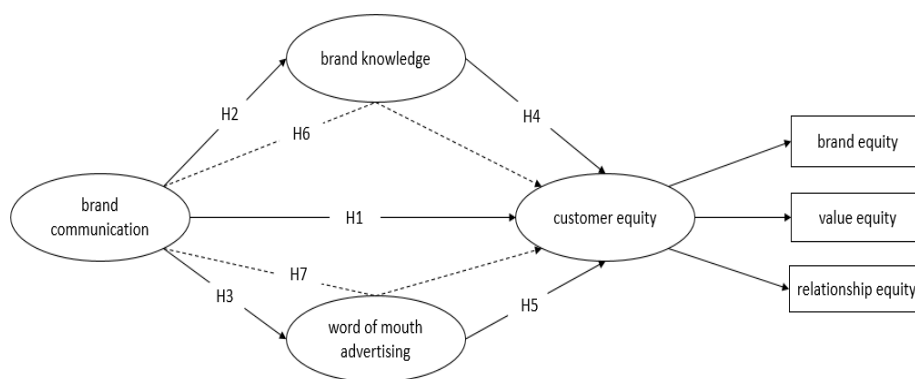 brand knowledge
H2
H4
H6
brand equity
brand
communication
H1
customer equity
value equity
H7
H3
H5
relationship equity
word of mouth
advertising